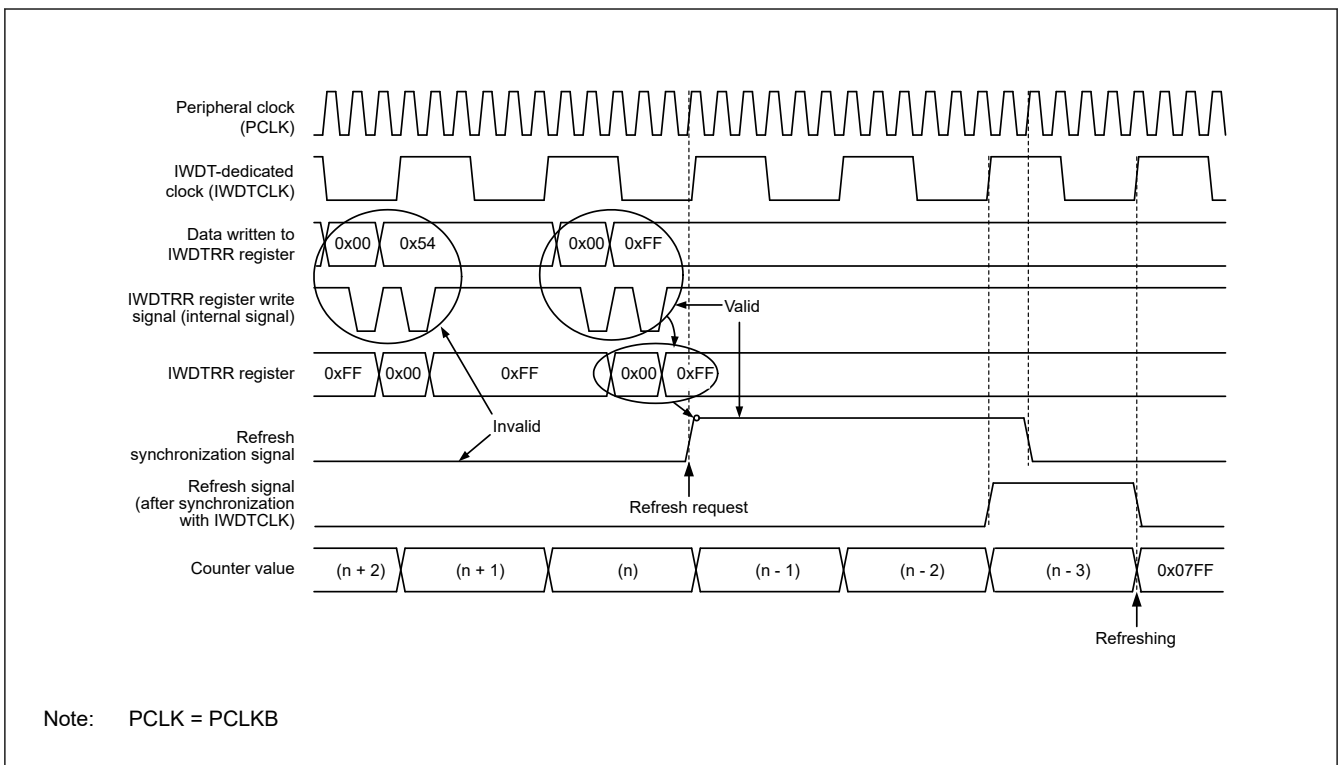 Peripheral clock
(PCLK)
IWDT-dedicated
clock (IWDTCLK)
Data written to
IWDTRR register
0x00 0x54 0x00 0xFF
IWDTRR register write
signal (internal signal)
Valid
IWDTRR register
0xFF 0x00 0xFF 0x00 0xFF
Invalid
Refresh
synchronization signal
Refresh signal
(after synchronization
with IWDTCLK)
Refresh request
Counter value
(n + 2) (n + 1) (n) (n - 1) (n - 2) (n - 3) 0x07FF
Refreshing
Note: PCLK = PCLKB